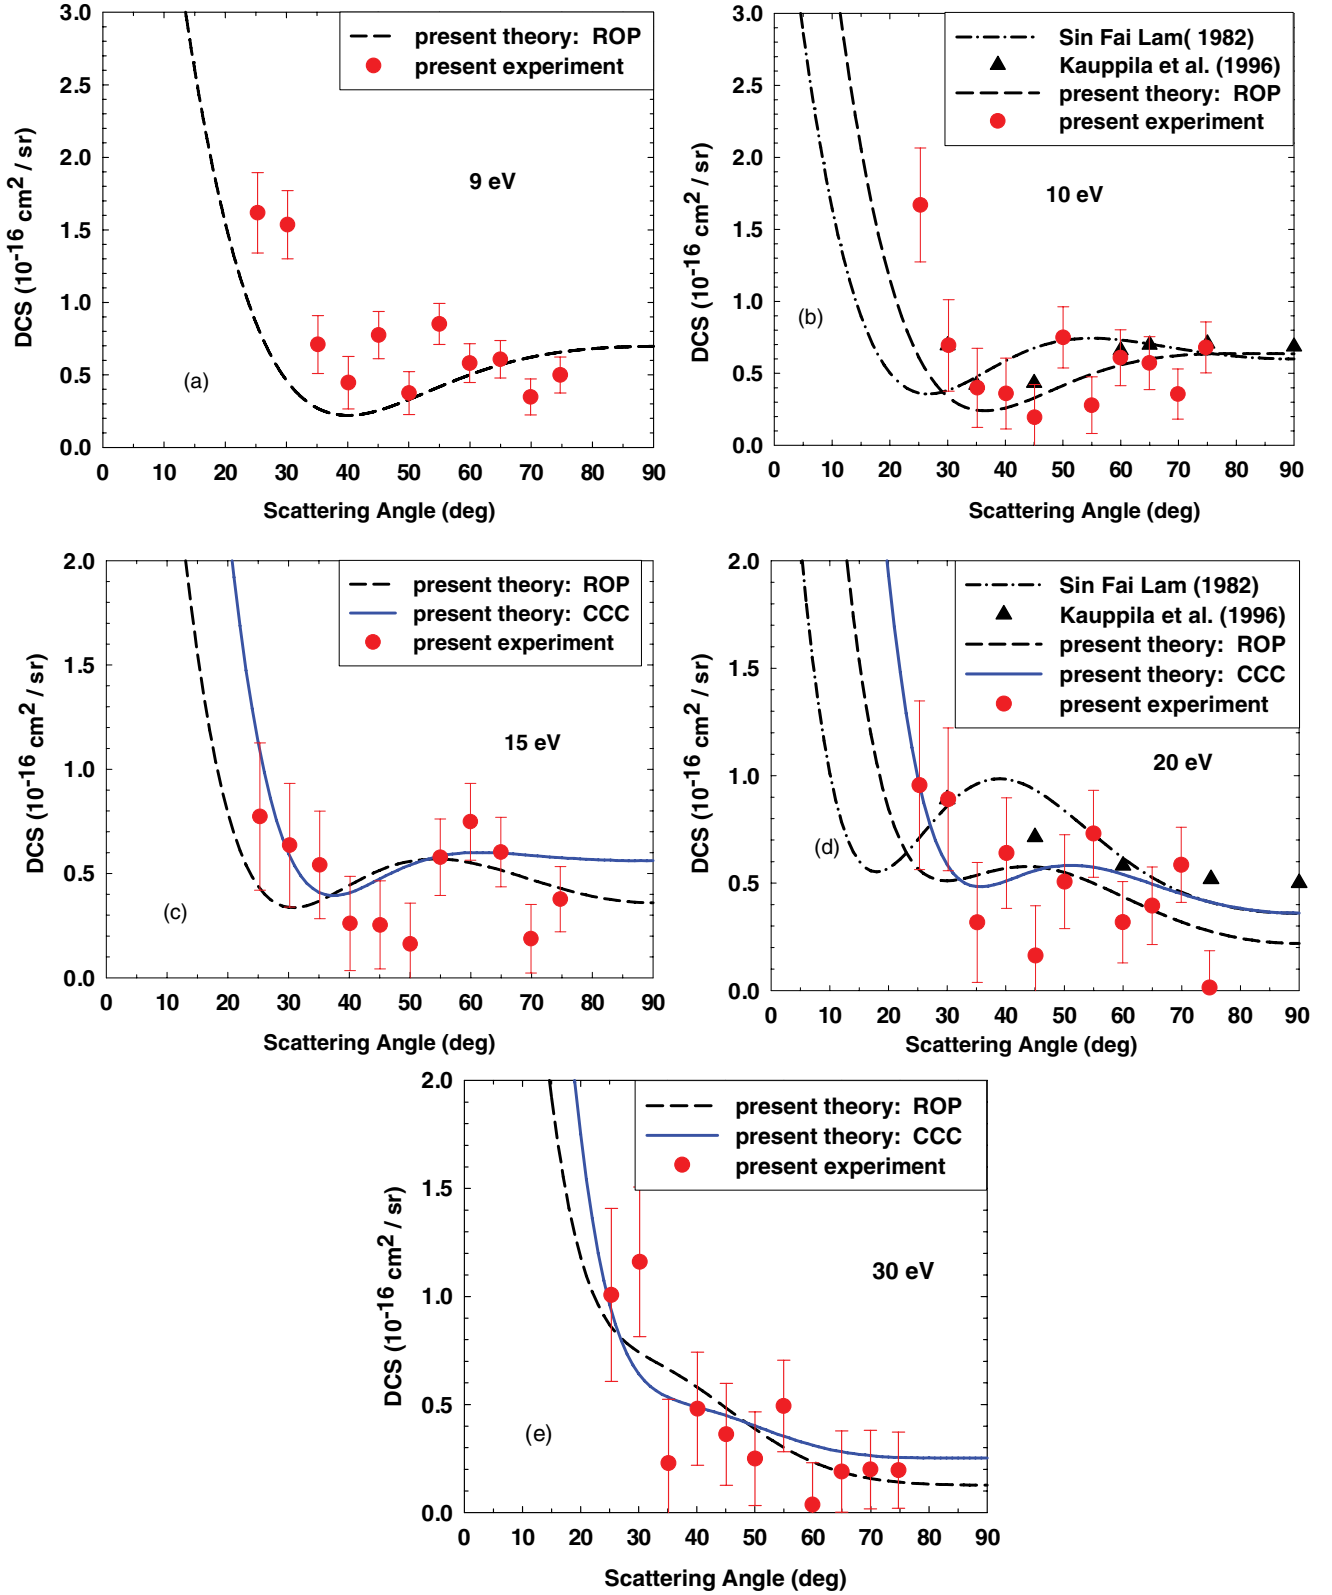 present theory: ROP
present experiment
9 eV
(a)
DCS (10-16 cm2 / sr)
3.0
2.5
2.0
1.5
1.0
0.5
0.0
0 10 20 30 40 50 60 70 80 90
Scattering Angle (deg)
Sin Fai Lam( 1982)
Kauppila et al. (1996)
present theory: ROP
present experiment
10 eV
(b)
DCS (10-16 cm2 / sr)
3.0
2.5
2.0
1.5
1.0
0.5
0.0
0 10 20 30 40 50 60 70 80 90
Scattering Angle (deg)
present theory: ROP
present theory: CCC
present experiment
15 eV
(c)
DCS (10-16 cm2 / sr)
2.0
1.5
1.0
0.5
0.0
0 10 20 30 40 50 60 70 80 90
Scattering Angle (deg)
Sin Fai Lam (1982)
Kauppila et al. (1996)
present theory: ROP
present theory: CCC
present experiment
20 eV
(d)
DCS (10-16 cm2 / sr)
2.0
1.5
1.0
0.5
0.0
0 10 20 30 40 50 60 70 80 90
Scattering Angle (deg)
present theory: ROP
present theory: CCC
present experiment
30 eV
(e)
DCS (10-16 cm2 / sr)
2.0
1.5
1.0
0.5
0.0
0 10 20 30 40 50 60 70 80 90
Scattering Angle (deg)